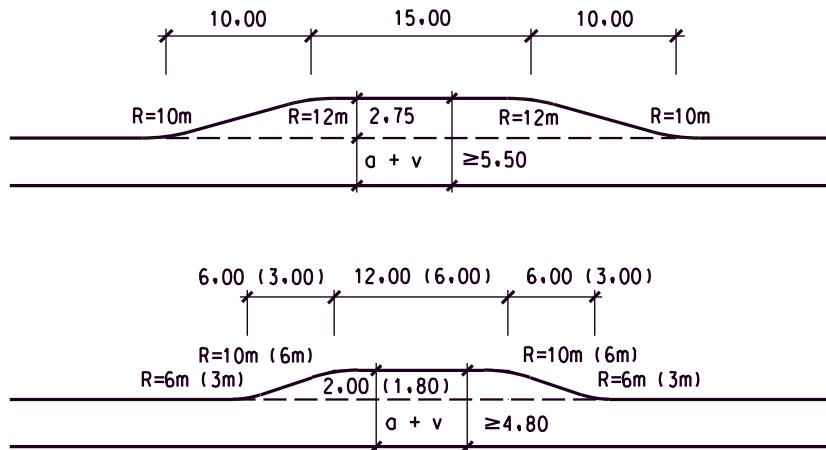 10.00 15.00 10.00
R=10m R=12m 2.75 R=12m R=10m
a + v ≥5.50
6.00 (3.00) 12.00 (6.00) 6.00 (3.00)
R=10m (6m) R=10m (6m)
R=6m (3m) 2.00 (1.80) R=6m (3m)
a + v ≥4.80